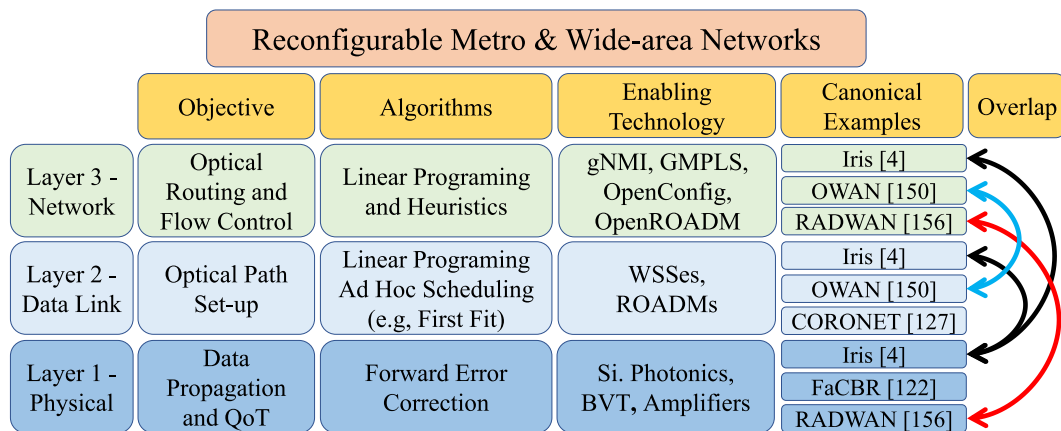 Reconfigurable Metro & Wide-area Networks
Objective
Algorithms
Enabling
Technology
Canonical
Examples
Overlap
Layer 3 -
Network
Optical
Routing and
Flow Control
Linear Programing
and Heuristics
gNMI, GMPLS,
OpenConfig,
OpenROADM
Iris [4]
OWAN [150]
RADWAN [156]
Layer 2 -
Data Link
Optical Path
Set-up
Linear Programing
Ad Hoc Scheduling
(e.g, First Fit)
WSSes,
ROADMs
Iris [4]
OWAN [150]
CORONET [127]
Layer 1 -
Physical
Data
Propagation
and QoT
Forward Error
Correction
Si. Photonics,
BVT, Amplifiers
Iris [4]
FaCBR [122]
RADWAN [156]